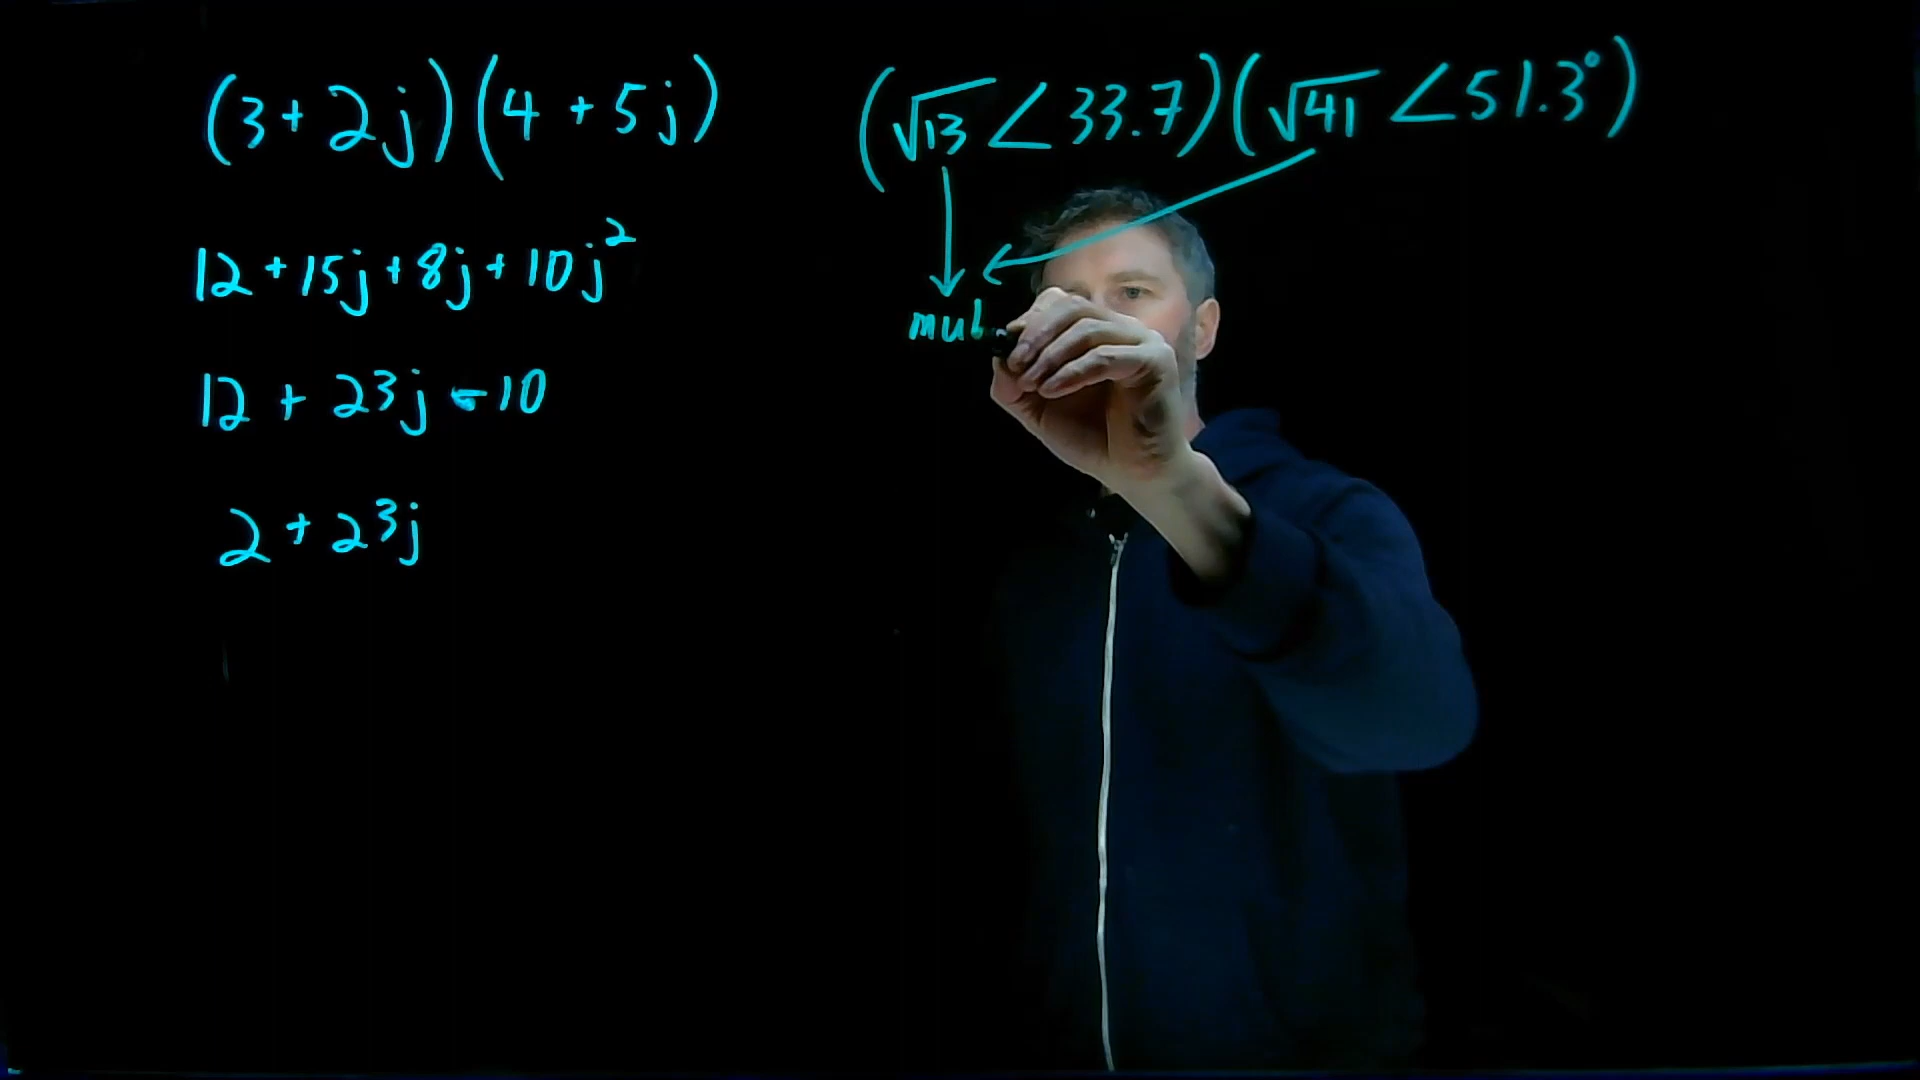 (3+2j)(4+5j)
12+15j+8j+10j²
12+23j-10
2+23j
(√13∠33.7)(√41∠51.3°)
mul